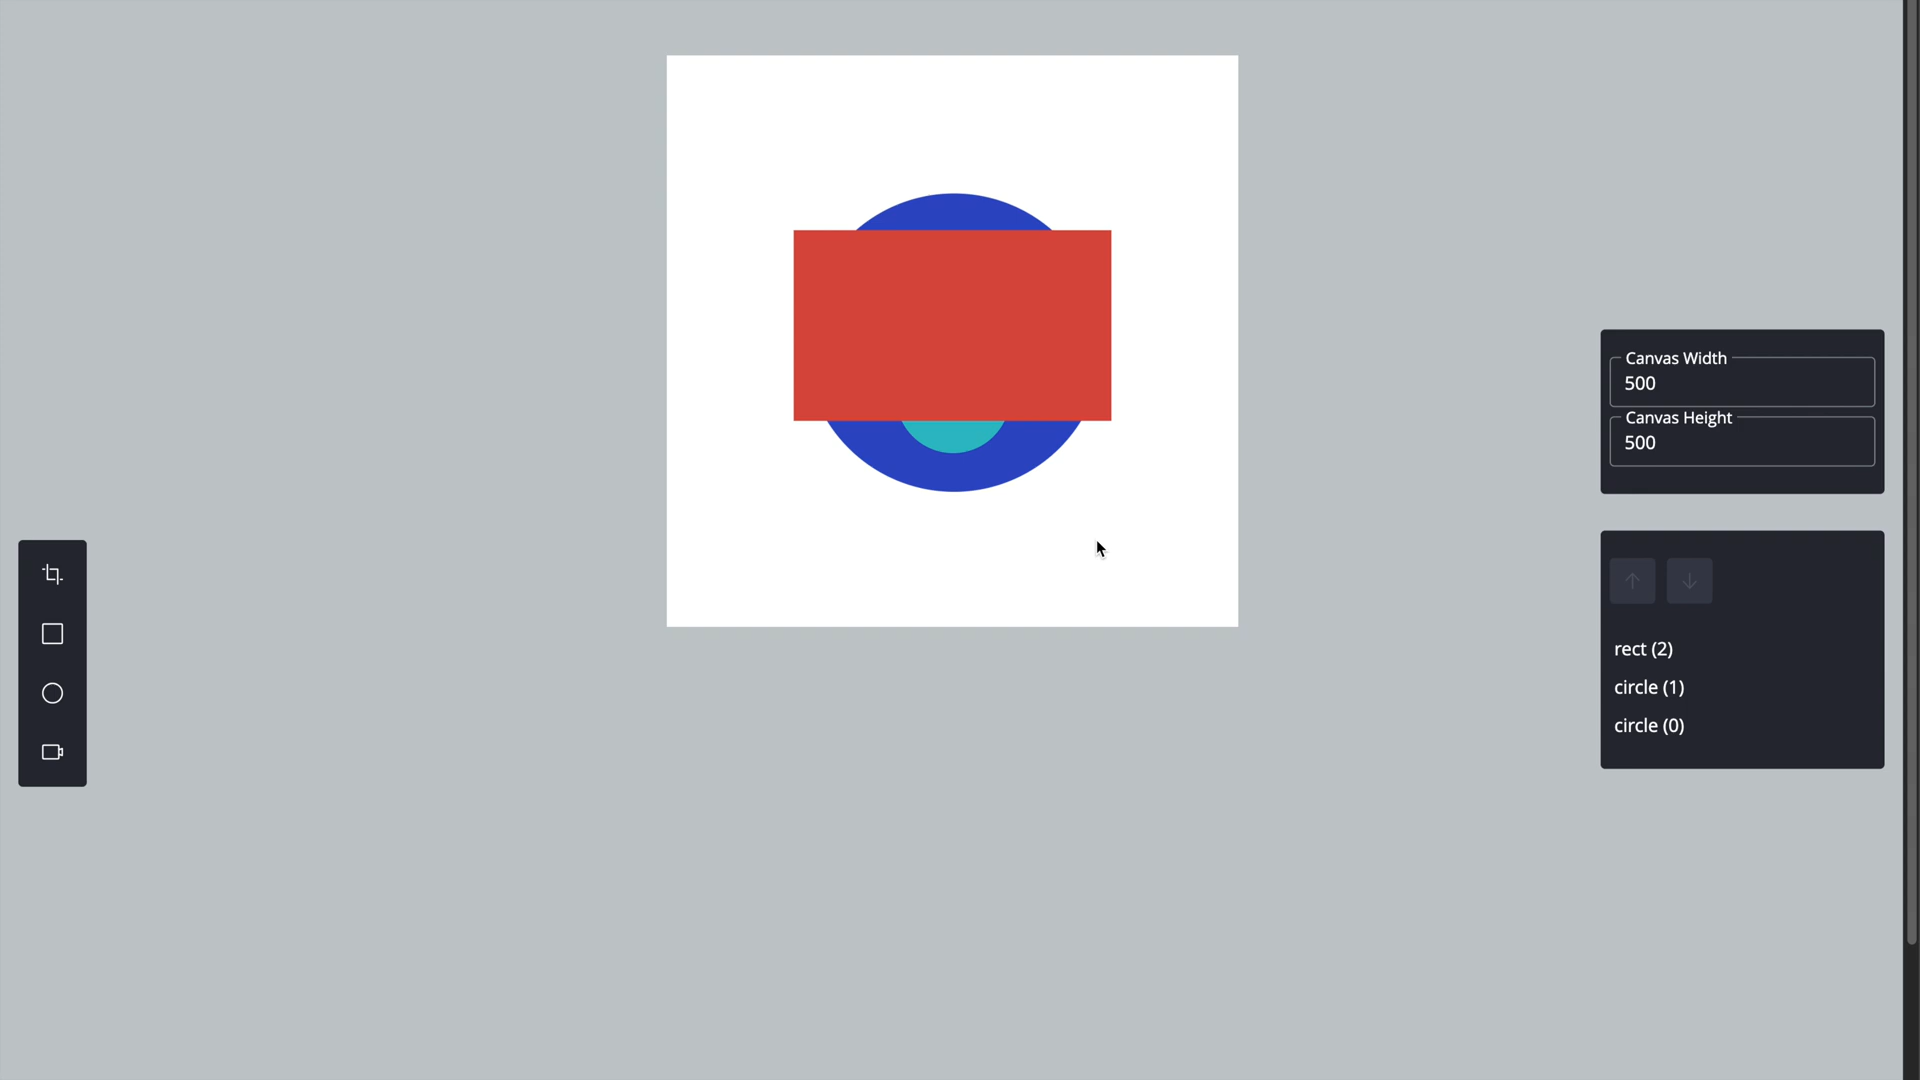 Canvas Width
500
Canvas Height
500
rect (2)
circle (1)
circle (0)